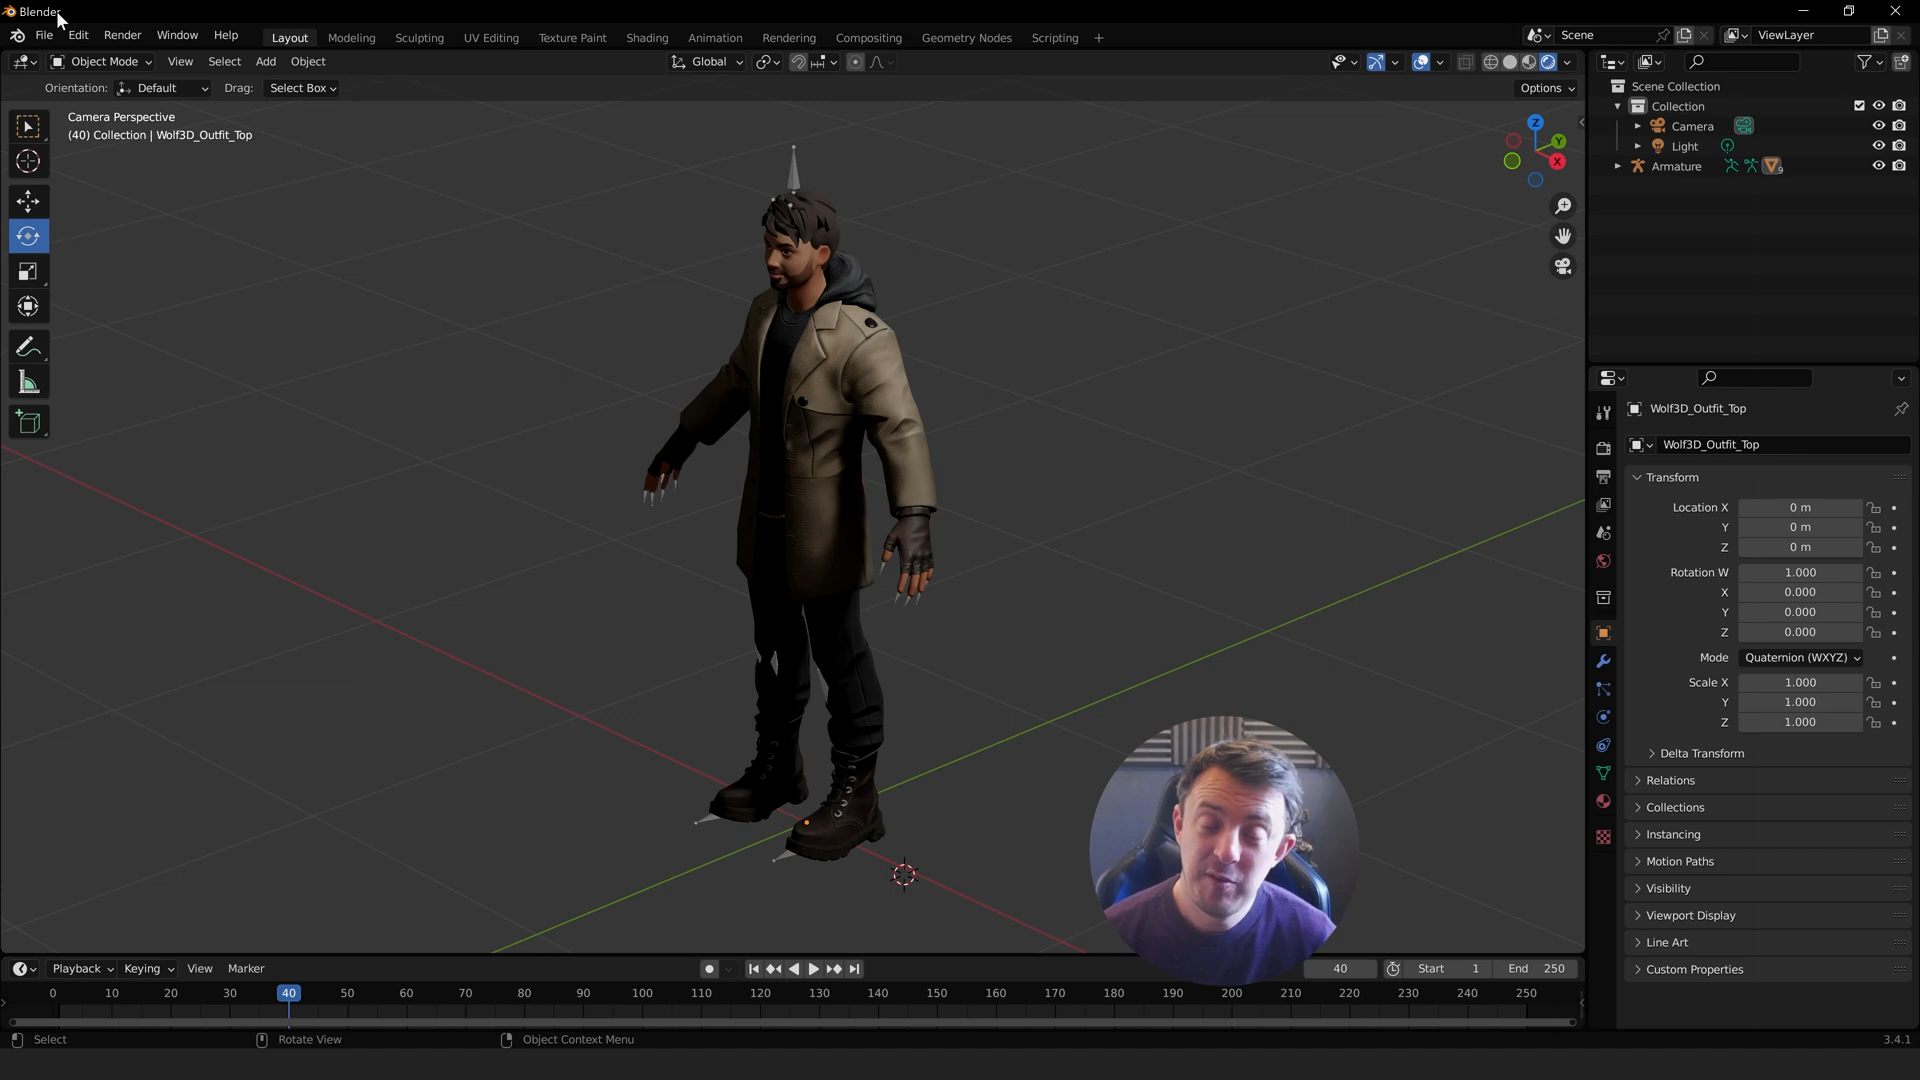 Blender
File Edit Render Window Help Layout Modeling Sculpting UV Editing Texture Paint Shading Animation Rendering Compositing Geometry Nodes Scripting + Scene ViewLayer
Object Mode View Select Add Object Global
Orientation: Default Drag: Select Box Options
Camera Perspective
(40) Collection | Wolf3D_Outfit_Top
Z
Y
X
Scene Collection
Collection
Camera
Light
Armature 9
Wolf3D_Outfit_Top
Wolf3D_Outfit_Top
Transform
Location X 0 m
Y 0 m
Z 0 m
Rotation W 1.000
X 0.000
Y 0.000
Z 0.000
Mode Quaternion (WXYZ)
Scale X 1.000
Y 1.000
Z 1.000
Delta Transform
Relations
Collections
Instancing
Motion Paths
Visibility
Viewport Display
Line Art
Custom Properties
Playback Keying View Marker 40 Start 1 End 250
0 10 20 30 40 50 60 70 80 90 100 110 120 130 140 150 160 170 180 190 200 210 220 230 240 250
Select Rotate View Object Context Menu 3.4.1